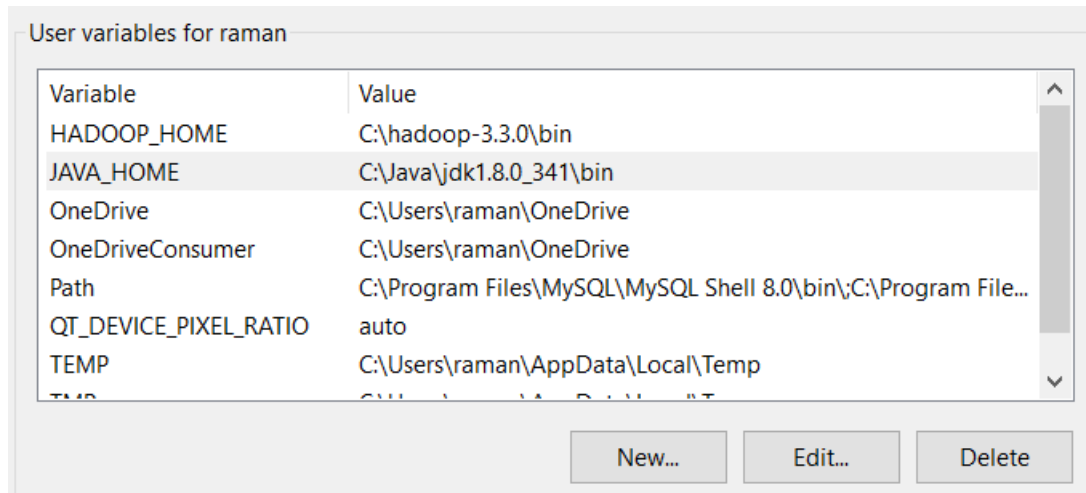 User variables for raman
Variable Value
HADOOP_HOME C:\hadoop-3.3.0\bin
JAVA_HOME C:\Java\jdk1.8.0_341\bin
OneDrive C:\Users\raman\OneDrive
OneDriveConsumer C:\Users\raman\OneDrive
Path C:\Program Files\MySQL\MySQL Shell 8.0\bin\;C:\Program File...
QT_DEVICE_PIXEL_RATIO auto
TEMP C:\Users\raman\AppData\Local\Temp
New... Edit... Delete